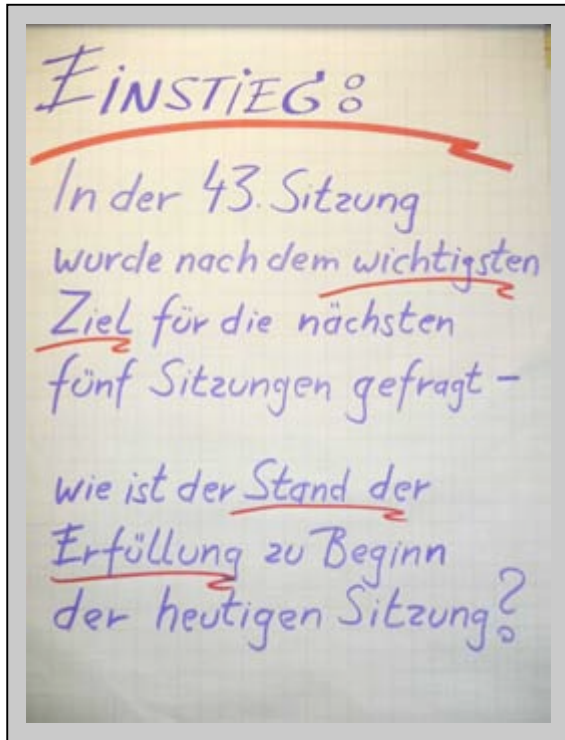 EINSTIEG:
In der 43. Sitzung
wurde nach dem wichtigsten
Ziel für die nächsten
fünf Sitzungen gefragt –
wie ist der Stand der
Erfüllung zu Beginn
der heutigen Sitzung?